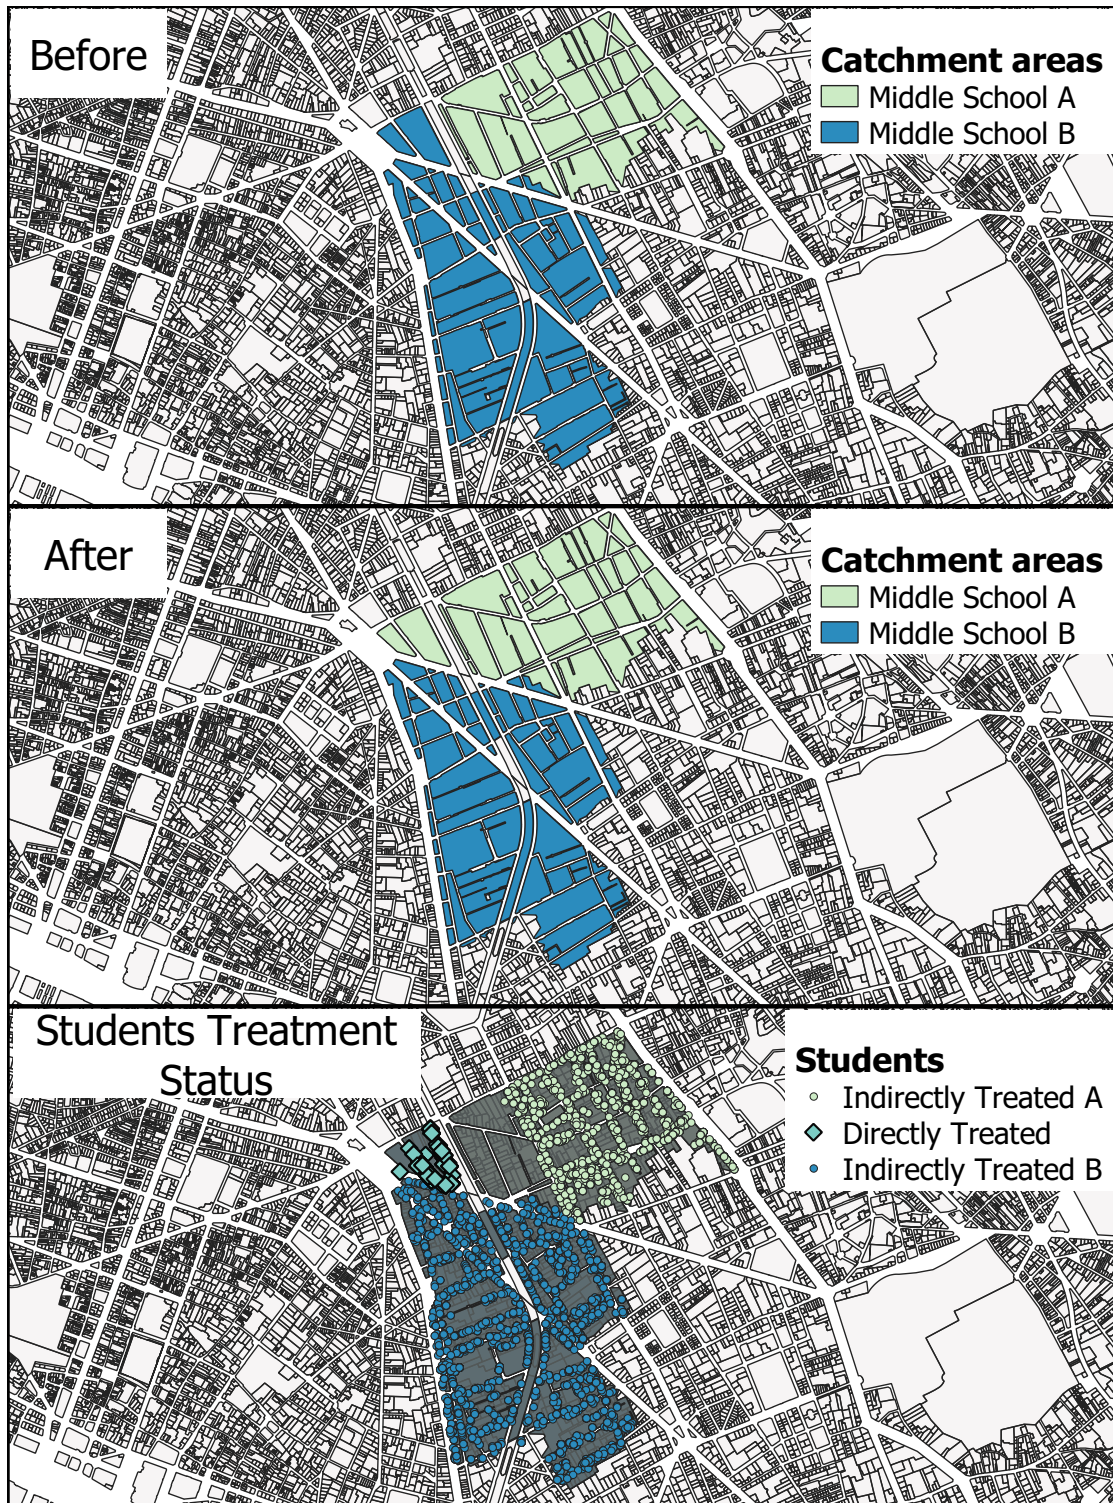 Before
Catchment areas
Middle School A
Middle School B
After
Catchment areas
Middle School A
Middle School B
Students Treatment
Status
Students
Indirectly Treated A
Directly Treated
Indirectly Treated B